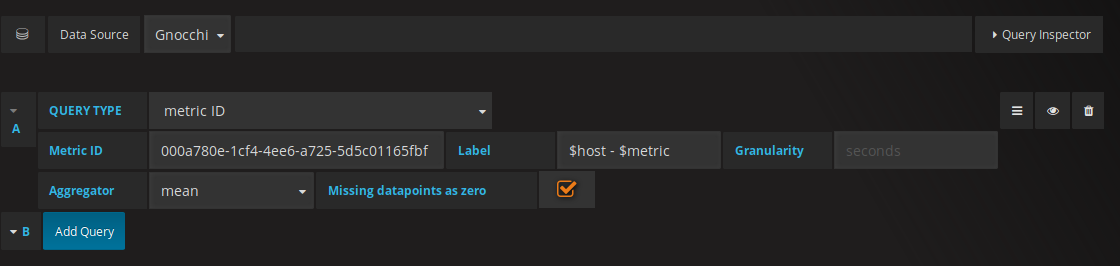 Data Source Gnocchi Query Inspector
A QUERY TYPE metric ID
Metric ID 000a780e-1cf4-4ee6-a725-5d5c01165fbf Label $host - $metric Granularity seconds
Aggregator mean Missing datapoints as zero
B Add Query